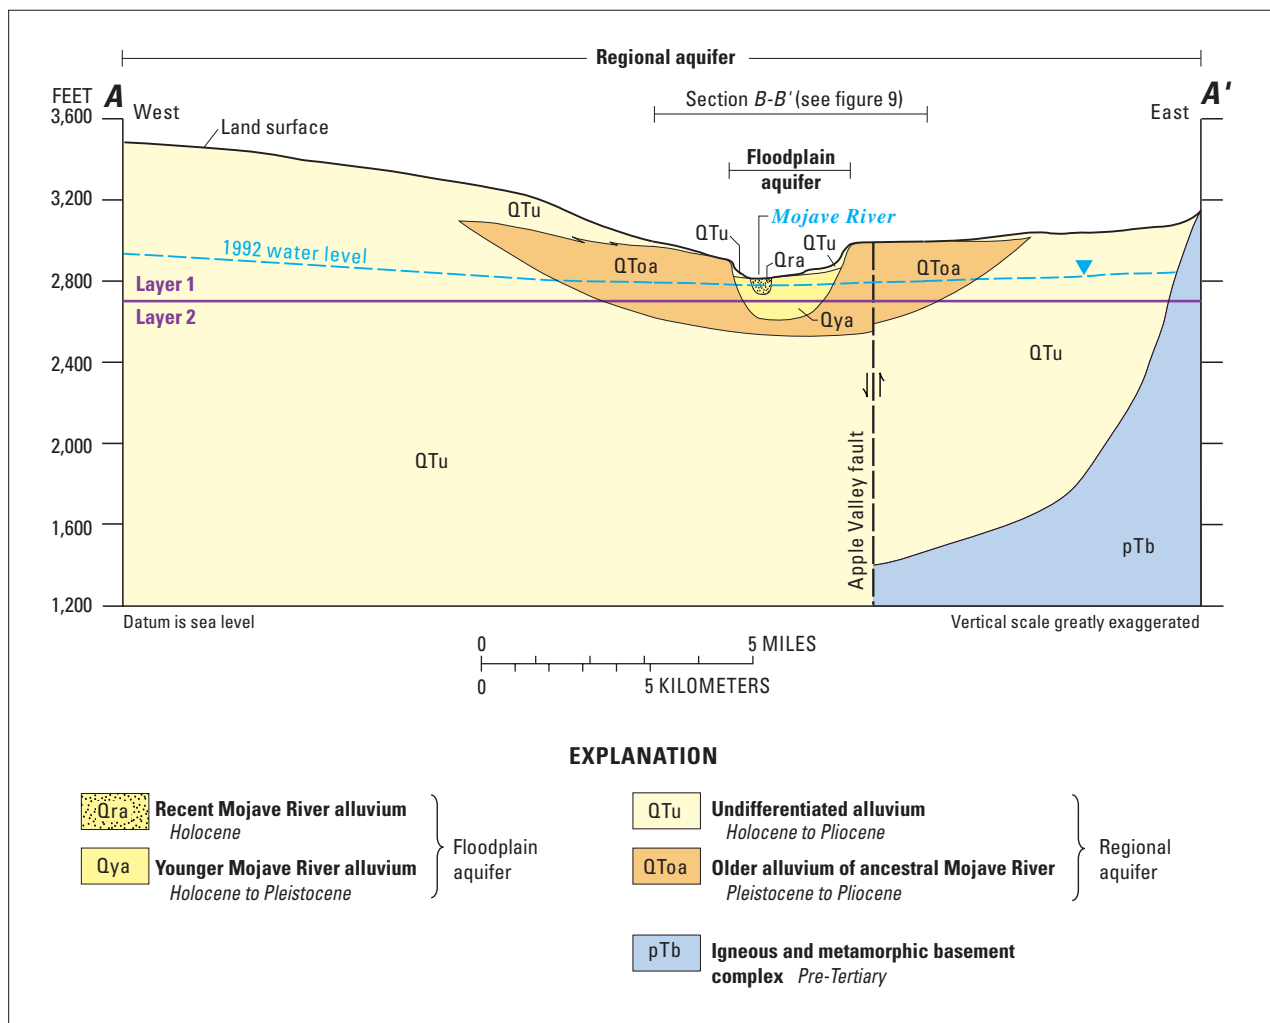 Regional aquifer
FEET A A'
3,600 West Section B-B' (see figure 9) East
Land surface
Floodplain
aquifer
3,200
QTu
Mojave River
QTu QTu
Qra
1992 water level
QToa QToa
2,800
Layer 1
Layer 2
Qya
QTu
2,400
2,000
QTu
Apple Valley fault
1,600
pTb
1,200
Datum is sea level Vertical scale greatly exaggerated
0 5 MILES
0 5 KILOMETERS
EXPLANATION
Qra Recent Mojave River alluvium
Holocene
Qya Younger Mojave River alluvium
Holocene to Pleistocene
Floodplain
aquifer
QTu Undifferentiated alluvium
Holocene to Pliocene
QToa Older alluvium of ancestral Mojave River
Pleistocene to Pliocene
Regional
aquifer
pTb Igneous and metamorphic basement
complex Pre-Tertiary